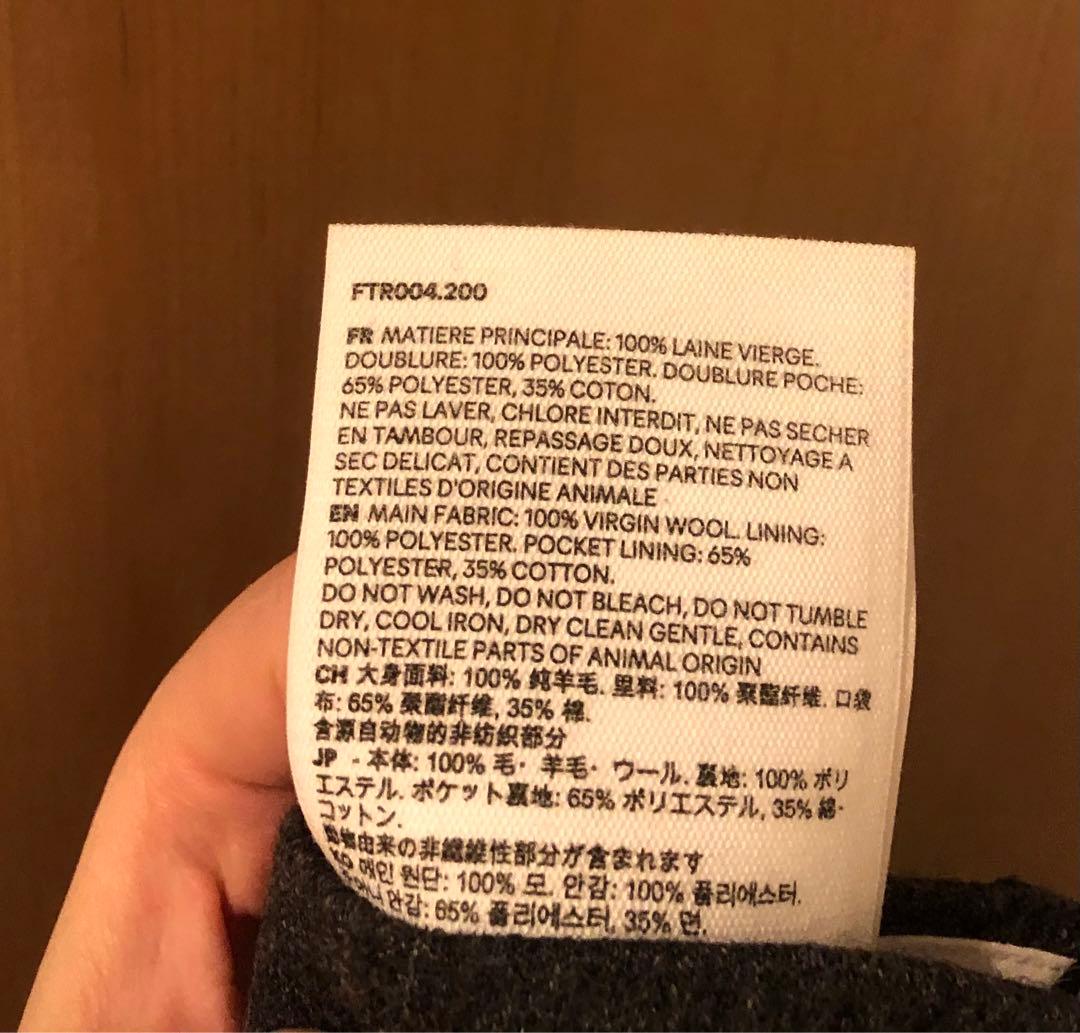 FTR004.200
FR MATIERE PRINCIPALE: 100% LAINE VIERGE.
DOUBLURE: 100% POLYESTER. DOUBLURE POCHE:
65% POLYESTER, 35% COTON.
NE PAS LAVER, CHLORE INTERDIT, NE PAS SECHER
EN TAMBOUR, REPASSAGE DOUX, NETTOYAGE A
SEC DELICAT, CONTIENT DES PARTIES NON
TEXTILES D'ORIGINE ANIMALE
EN MAIN FABRIC: 100% VIRGIN WOOL. LINING:
100% POLYESTER. POCKET LINING: 65%
POLYESTER, 35% COTTON.
DO NOT WASH, DO NOT BLEACH, DO NOT TUMBLE
DRY, COOL IRON, DRY CLEAN GENTLE, CONTAINS
NON-TEXTILE PARTS OF ANIMAL ORIGIN
CH 大身面料: 100% 纯羊毛. 里料: 100% 聚酯纤维. 口袋
布: 65% 聚酯纤维, 35% 棉.
含源自动物的非纺织部分
JP - 本体: 100% 毛· 羊毛· ウール. 裏地: 100% ポリ
エステル. ポケット裏地: 65% ポリエステル, 35% 綿·
コットン.
動物由来の非繊維性部分が含まれます
KO 메인 원단: 100% 모. 안감: 100% 폴리에스터.
안감: 65% 폴리에스터, 35% 면.